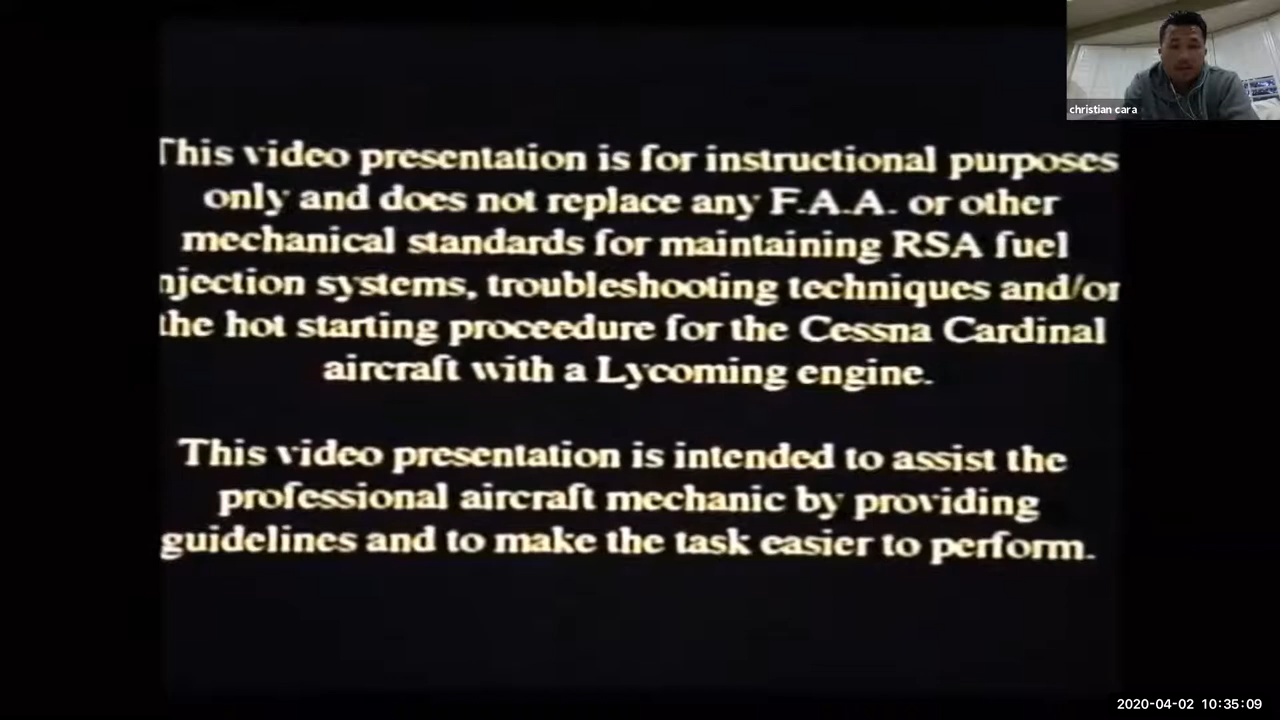 This video presentation is for instructional purposes
only and does not replace any F.A.A. or other
mechanical standards for maintaining RSA fuel
njection systems, troubleshooting techniques and/or
the hot starting proceedure for the Cessna Cardinal
aircraft with a Lycoming engine.
This video presentation is intended to assist the
professional aircraft mechanic by providing
guidelines and to make the task easier to perform.
christian cara
2020-04-02 10:35:09